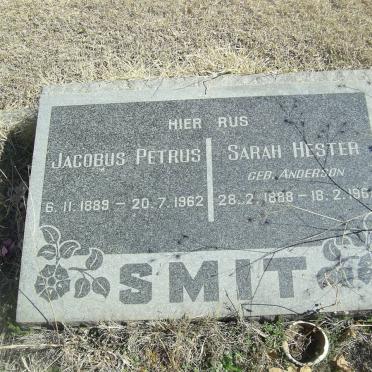 HIER RUS
JACOBUS PETRUS
6.11.1889 - 20.7.1962
SARAH HESTER
GEB. ANDERSON
28.2.1888 - 18.2.196
SMIT